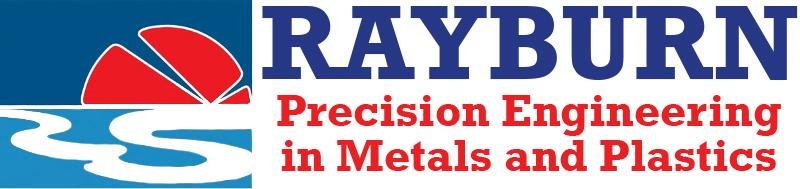 RAYBURN
Precision Engineering
in Metals and Plastics